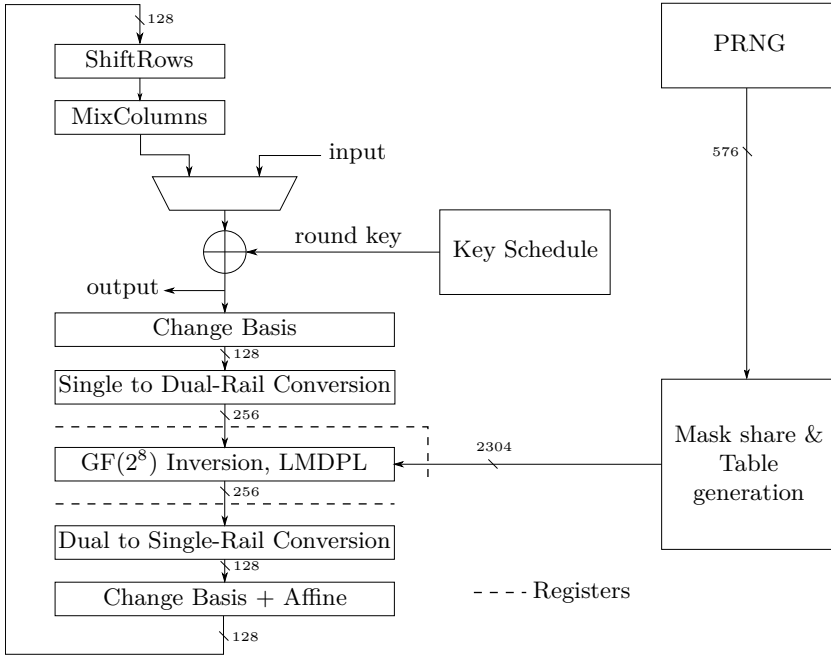 128
ShiftRows
MixColumns
input
round key
Key Schedule
output
Change Basis
128
Single to Dual-Rail Conversion
256
GF(2⁸) Inversion, LMDPL
256
Dual to Single-Rail Conversion
128
Change Basis + Affine
128
PRNG
576
2304
Mask share &
Table
generation
Registers